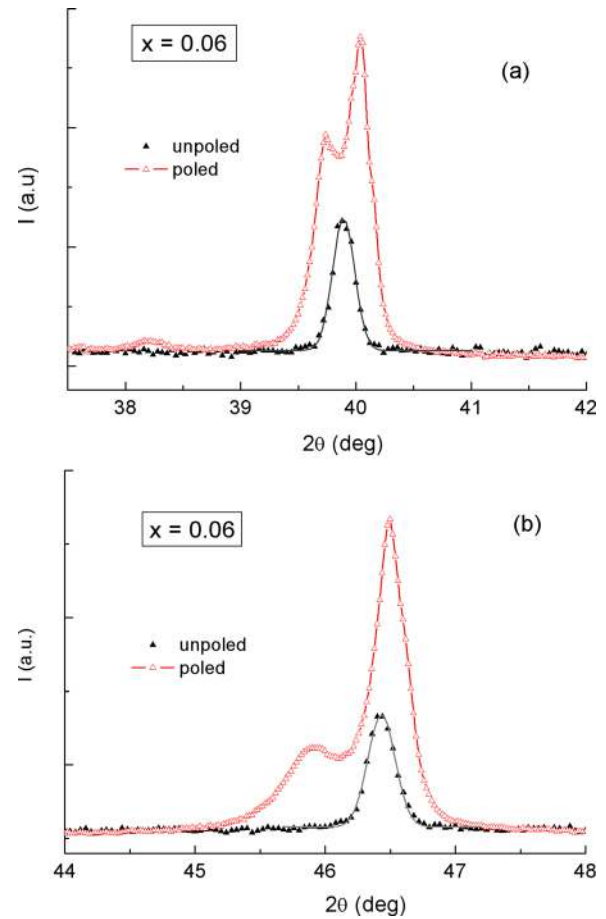 x = 0.06
(a)
unpoled
poled
I (a.u)
38 39 40 41 42
2θ (deg)
x = 0.06
(b)
unpoled
poled
I (a.u.)
44 45 46 47 48
2θ (deg)